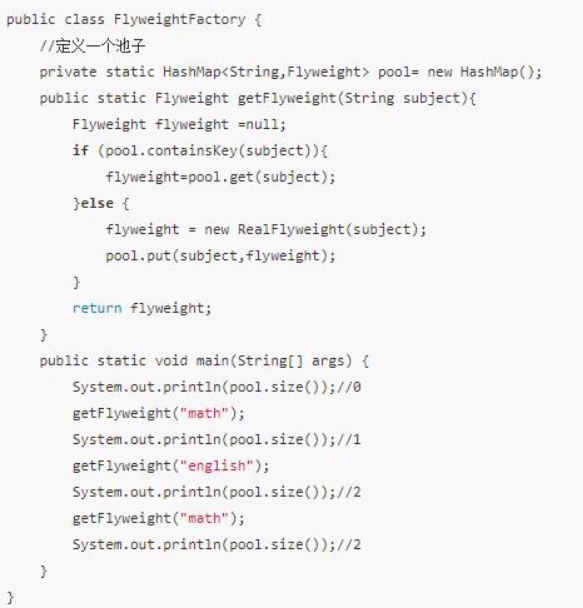 public class FlyweightFactory {
    //定义一个池子
    private static HashMap<String,Flyweight> pool= new HashMap();
    public static Flyweight getFlyweight(String subject){
        Flyweight flyweight =null;
        if (pool.containsKey(subject)){
            flyweight=pool.get(subject);
        }else {
            flyweight = new RealFlyweight(subject);
            pool.put(subject,flyweight);
        }
        return flyweight;
    }
    public static void main(String[] args) {
        System.out.println(pool.size());//0
        getFlyweight("math");
        System.out.println(pool.size());//1
        getFlyweight("english");
        System.out.println(pool.size());//2
        getFlyweight("math");
        System.out.println(pool.size());//2
    }
}